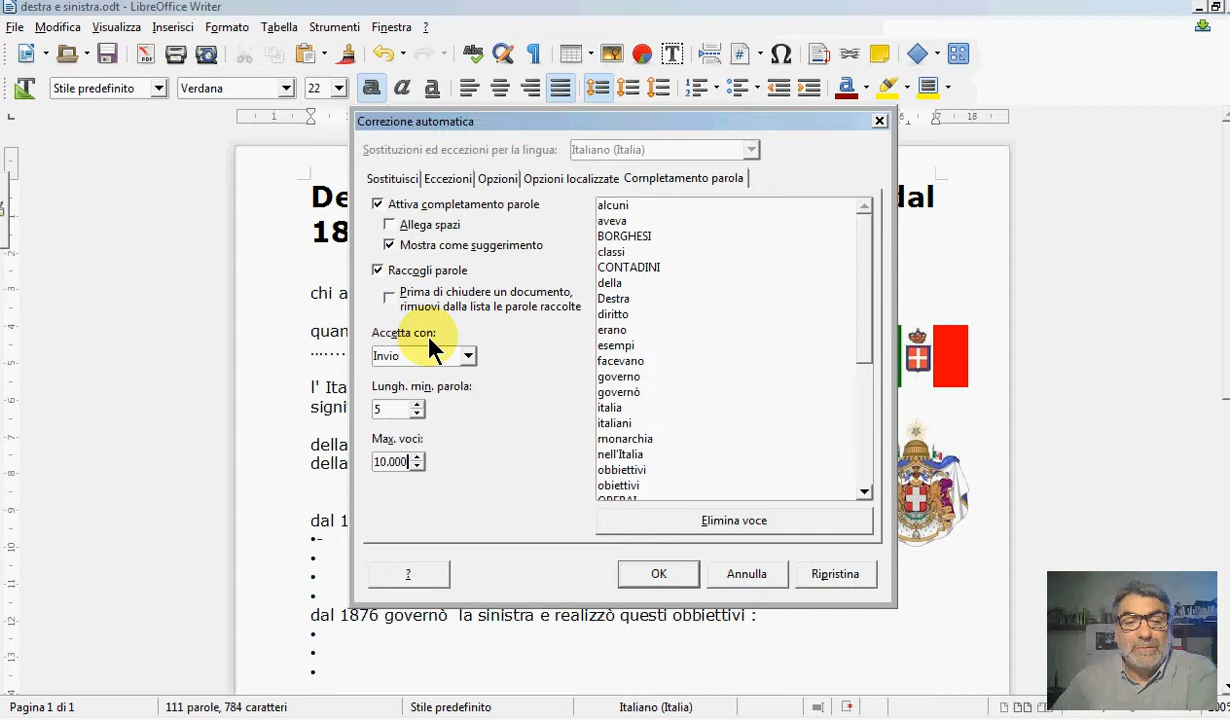 destra e sinistra.odt - LibreOffice Writer
File Modifica Visualizza Inserisci Formato Tabella Strumenti Finestra ?
Stile predefinito Verdana 22
1 16 17 18
Correzione automatica
Sostituzioni ed eccezioni per la lingua: Italiano (Italia)
Sostituisci Eccezioni Opzioni Opzioni localizzate Completamento parola
Attiva completamento parole
Allega spazi
Mostra come suggerimento
Raccogli parole
Prima di chiudere un documento,
rimuovi dalla lista le parole raccolte
Accetta con:
Invio
Lungh. min. parola:
5
Max. voci:
10.000
alcuni
aveva
BORGHESI
classi
CONTADINI
della
Destra
diritto
erano
esempi
facevano
governo
governò
italia
italiani
monarchia
nell'Italia
obbiettivi
obiettivi
OPERAI
Elimina voce
? OK Annulla Ripristina
De dal
18
chi a
quan
l' Ita
signi
della
della
dal 1
dal 1876 governò la sinistra e realizzò questi obbiettivi :
Pagina 1 di 1 111 parole, 784 caratteri Stile predefinito Italiano (Italia)